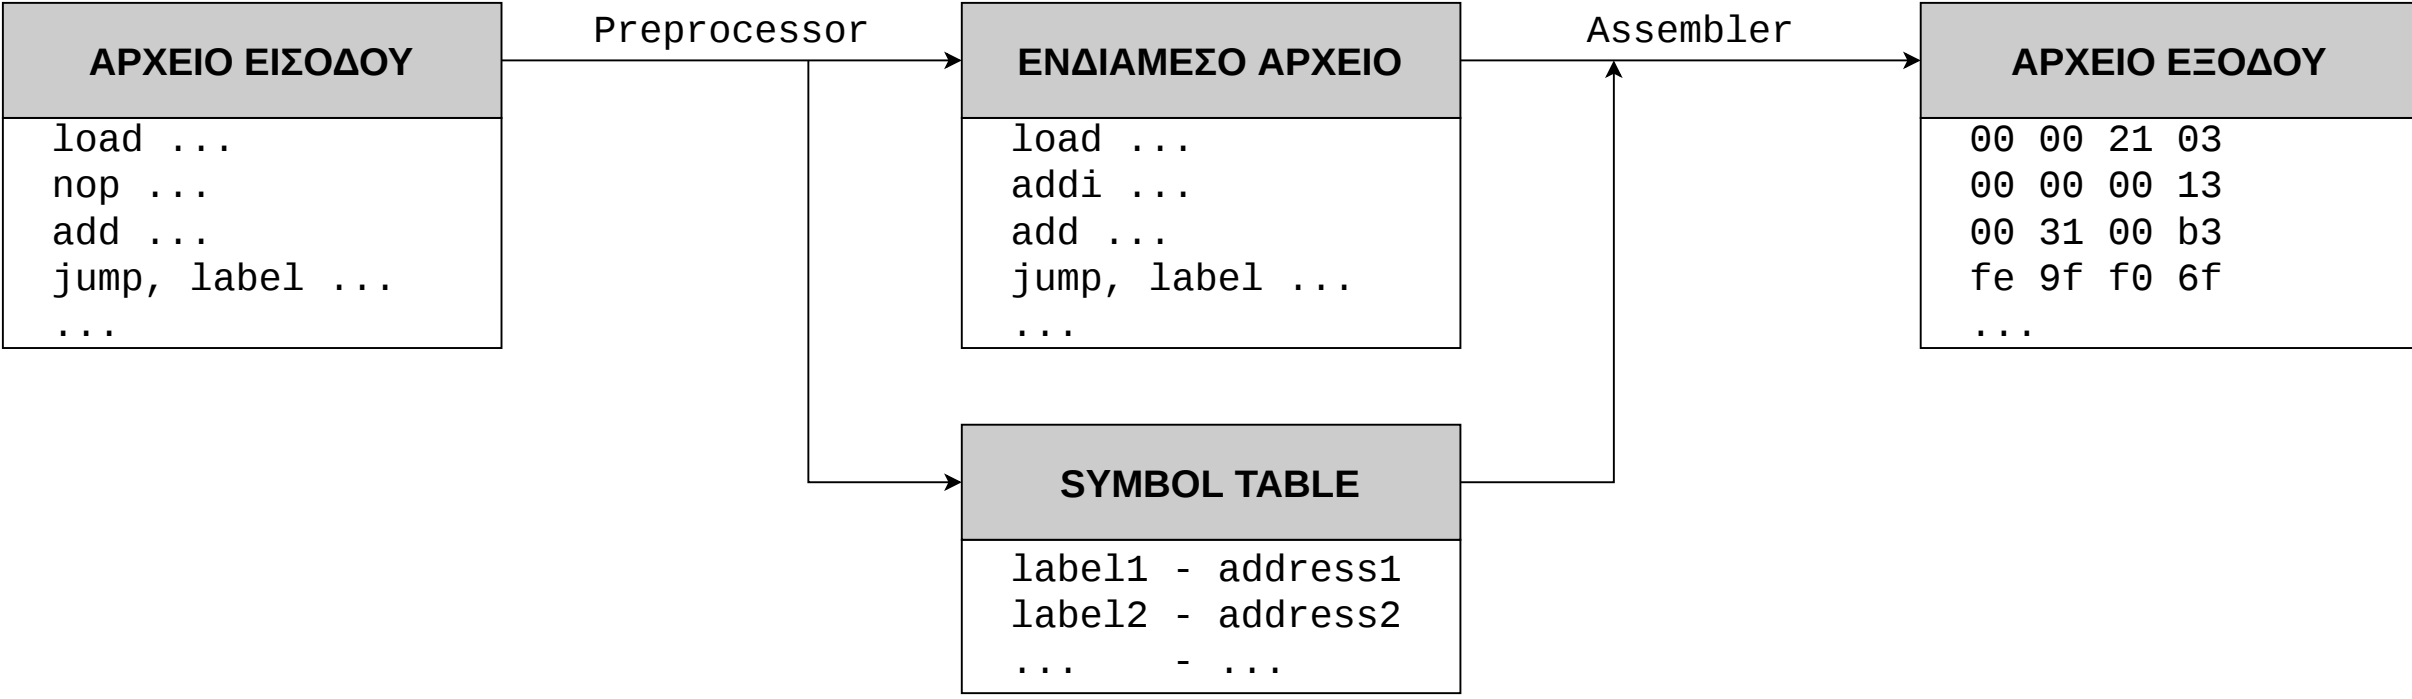 ΑΡΧΕΙΟ ΕΙΣΟΔΟΥ
load ...
nop ...
add ...
jump, label ...
...
Preprocessor
ΕΝΔΙΑΜΕΣΟ ΑΡΧΕΙΟ
load ...
addi ...
add ...
jump, label ...
...
SYMBOL TABLE
label1 - address1
label2 - address2
... - ...
Assembler
ΑΡΧΕΙΟ ΕΞΟΔΟΥ
00 00 21 03
00 00 00 13
00 31 00 b3
fe 9f f0 6f
...